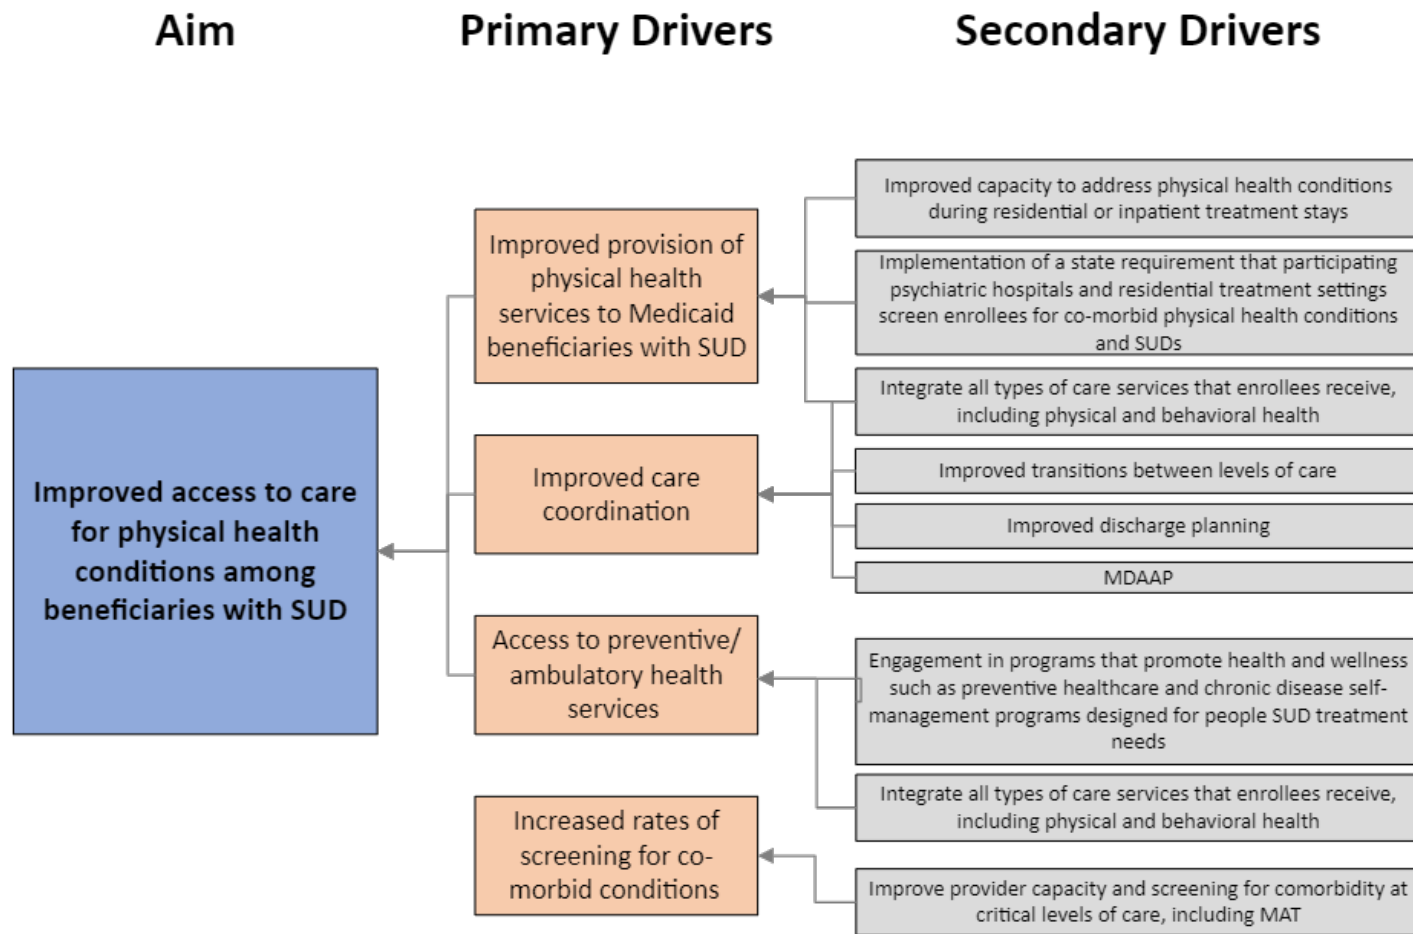 Aim
Primary Drivers
Secondary Drivers
Improved access to care
for physical health
conditions among
beneficiaries with SUD
Improved provision of
physical health
services to Medicaid
beneficiaries with SUD
Improved care
coordination
Access to preventive/
ambulatory health
services
Increased rates of
screening for co-
morbid conditions
Improved capacity to address physical health conditions
during residential or inpatient treatment stays
Implementation of a state requirement that participating
psychiatric hospitals and residential treatment settings
screen enrollees for co-morbid physical health conditions
and SUDs
Integrate all types of care services that enrollees receive,
including physical and behavioral health
Improved transitions between levels of care
Improved discharge planning
MDAAP
Engagement in programs that promote health and wellness
such as preventive healthcare and chronic disease self-
management programs designed for people SUD treatment
needs
Integrate all types of care services that enrollees receive,
including physical and behavioral health
Improve provider capacity and screening for comorbidity at
critical levels of care, including MAT